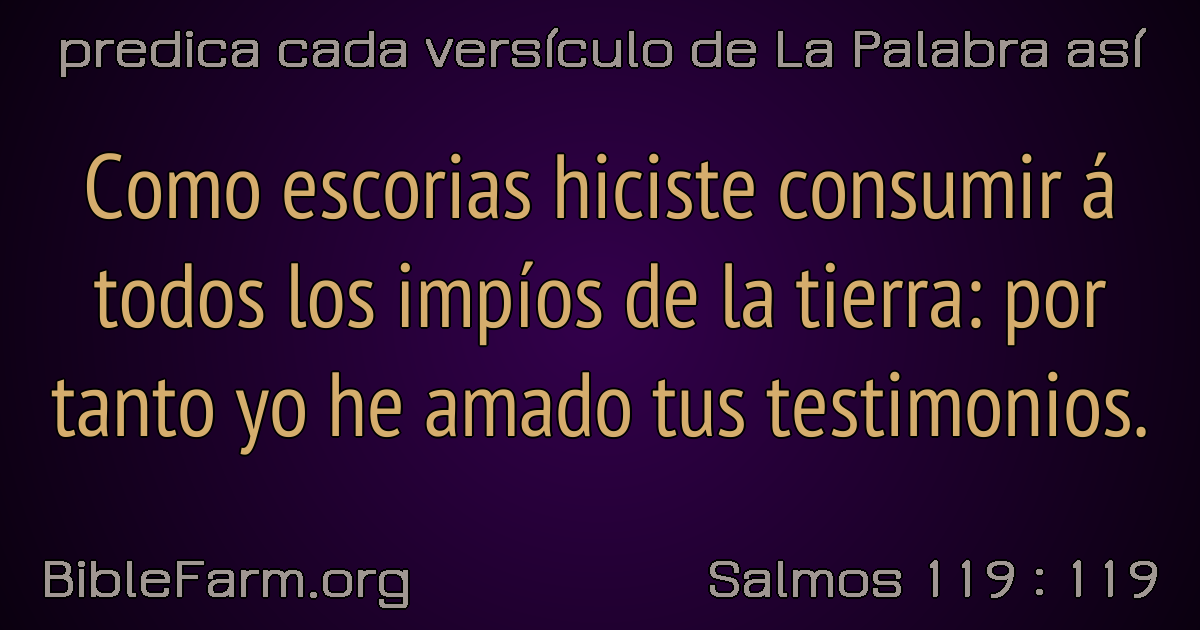 predica cada versículo de La Palabra así
Como escorias hiciste consumir á
todos los impíos de la tierra: por
tanto yo he amado tus testimonios.
BibleFarm.org
Salmos 119 : 119